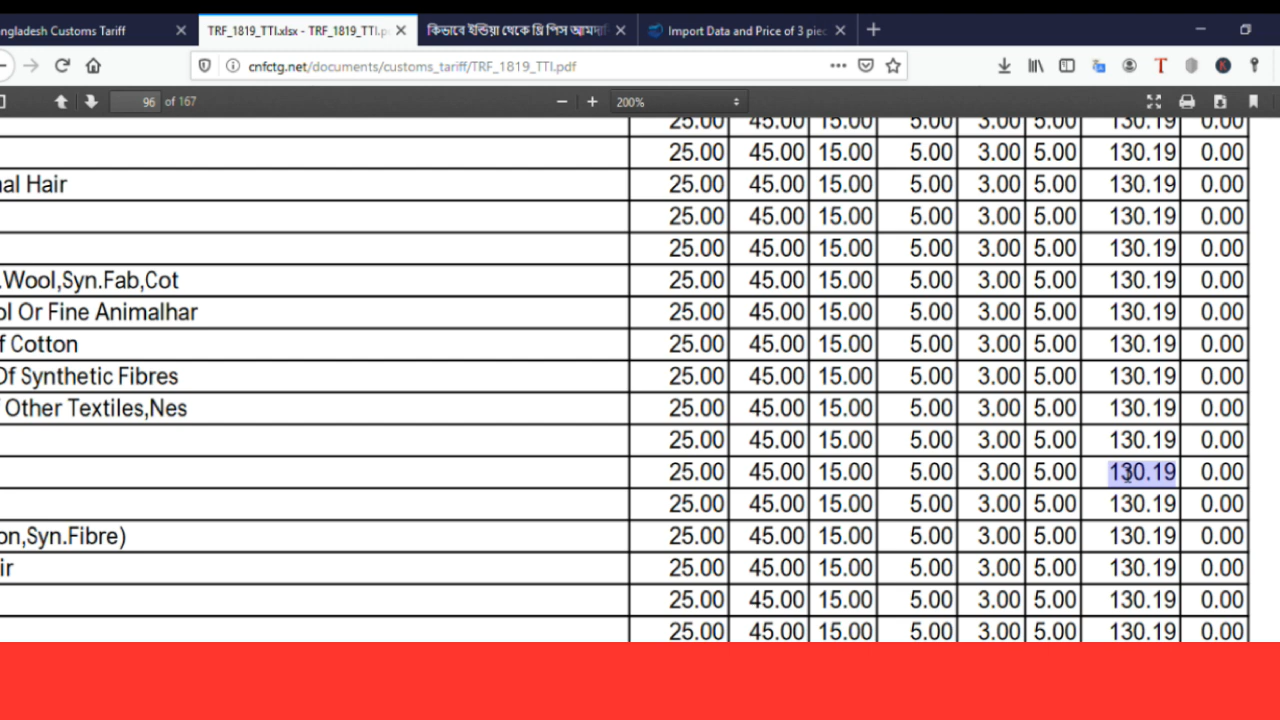 ngladesh Customs Tariff
TRF_1819_TTI.xlsx - TRF_1819_TTI.p
কিভাবে ইন্ডিয়া থেকে থ্রি পিস আমদা
Import Data and Price of 3 pie
cnfctg.net/documents/customs_tariff/TRF_1819_TTI.pdf
96 of 167
200%
25.00 45.00 15.00 5.00 3.00 5.00 130.19 0.00
25.00 45.00 15.00 5.00 3.00 5.00 130.19 0.00
nal Hair 25.00 45.00 15.00 5.00 3.00 5.00 130.19 0.00
25.00 45.00 15.00 5.00 3.00 5.00 130.19 0.00
25.00 45.00 15.00 5.00 3.00 5.00 130.19 0.00
.Wool,Syn.Fab,Cot 25.00 45.00 15.00 5.00 3.00 5.00 130.19 0.00
ol Or Fine Animalhar 25.00 45.00 15.00 5.00 3.00 5.00 130.19 0.00
f Cotton 25.00 45.00 15.00 5.00 3.00 5.00 130.19 0.00
Of Synthetic Fibres 25.00 45.00 15.00 5.00 3.00 5.00 130.19 0.00
Other Textiles,Nes 25.00 45.00 15.00 5.00 3.00 5.00 130.19 0.00
25.00 45.00 15.00 5.00 3.00 5.00 130.19 0.00
25.00 45.00 15.00 5.00 3.00 5.00 130.19 0.00
25.00 45.00 15.00 5.00 3.00 5.00 130.19 0.00
on,Syn.Fibre) 25.00 45.00 15.00 5.00 3.00 5.00 130.19 0.00
ir 25.00 45.00 15.00 5.00 3.00 5.00 130.19 0.00
25.00 45.00 15.00 5.00 3.00 5.00 130.19 0.00
25.00 45.00 15.00 5.00 3.00 5.00 130.19 0.00